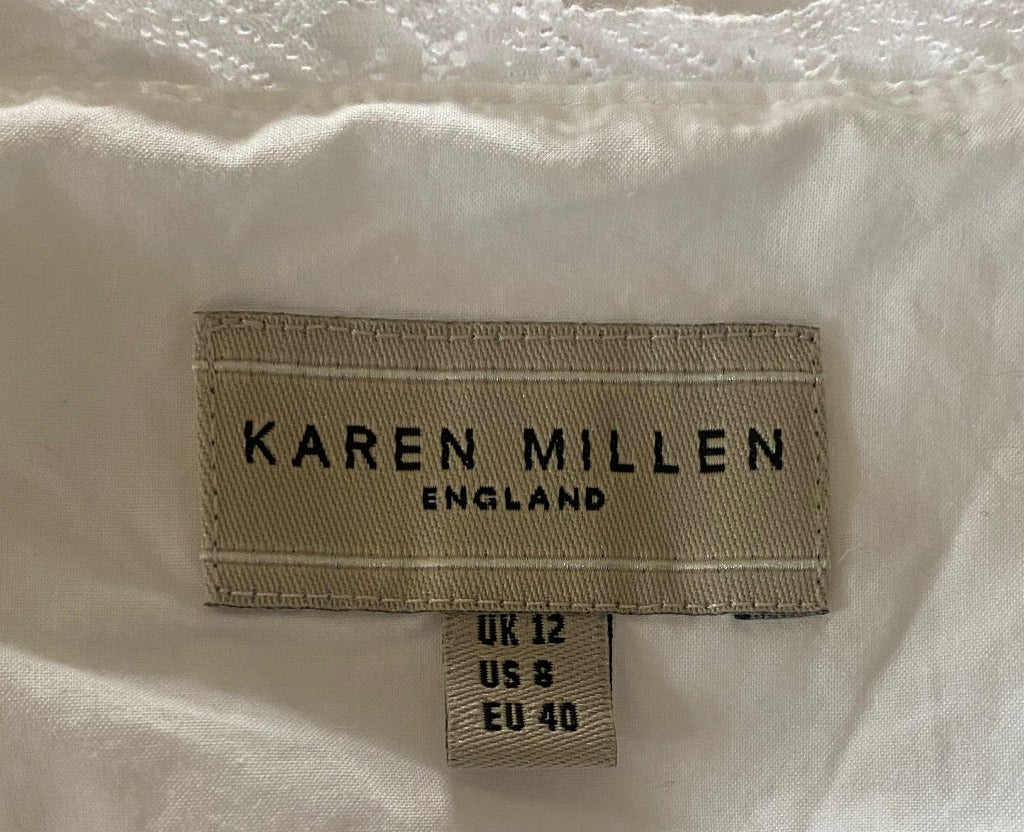 KAREN MILLEN
ENGLAND
UK 12
US 8
EU 40